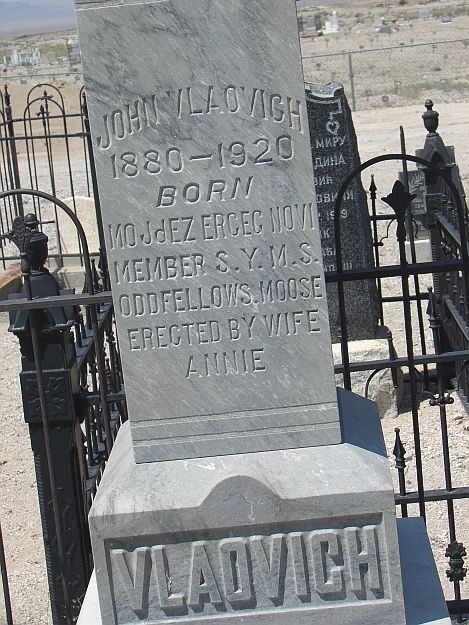 JOHN VLAOVICH
1880–1920
BORN
MOJDEZ ERCEG NOVI
MEMBER S.Y.M.S.
ODDFELLOWS. MOOSE
ERECTED BY WIFE
ANNIE
VLAOVICH
МИРУ
ДИНА